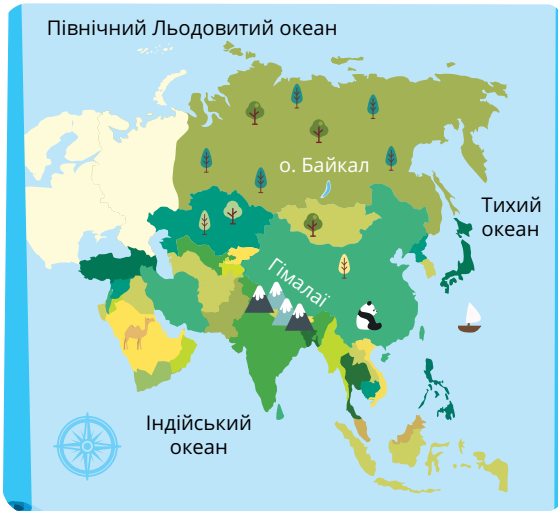 Північний Льодовитий океан
о. Байкал
Тихий
океан
Гімалаї
Індійський
океан